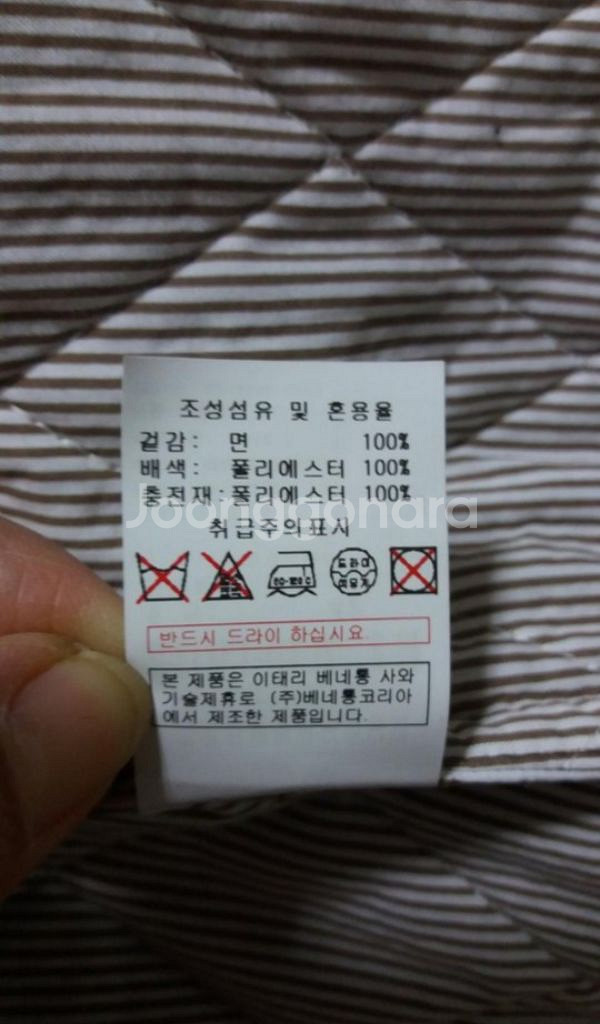 조성섬유 및 혼용율
겉감: 면 100%
배색: 폴리에스터 100%
충전재:폴리에스터 100%
Joonggonara
취급주의표시
드라이
반드시 드라이 하십시요.
본 제품은 이태리 베네통 사와
기술제휴로 (주)베네통코리아
에서 제조한 제품입니다.